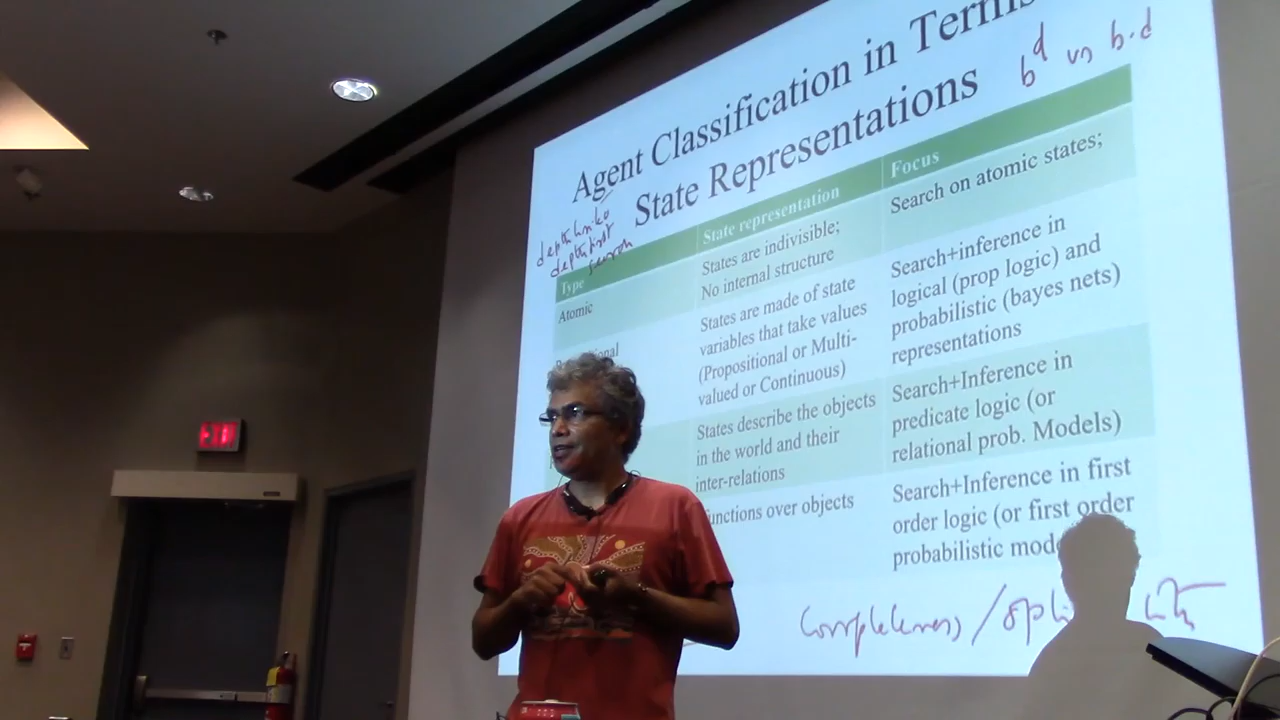 Agent Classification in Terms
State Representations
b^d vs b.d
depth first
search
Type
State representation
Focus
Atomic
States are indivisible;
No internal structure
Search on atomic states;
States are made of state
variables that take values
(Propositional or Multi-
valued or Continuous)
Search+inference in
logical (prop logic) and
probabilistic (bayes nets)
representations
States describe the objects
in the world and their
inter-relations
Search+Inference in
predicate logic (or
relational prob. Models)
over objects
Search+Inference in first
order logic (or first order
probabilistic
Completeness /
EXIT